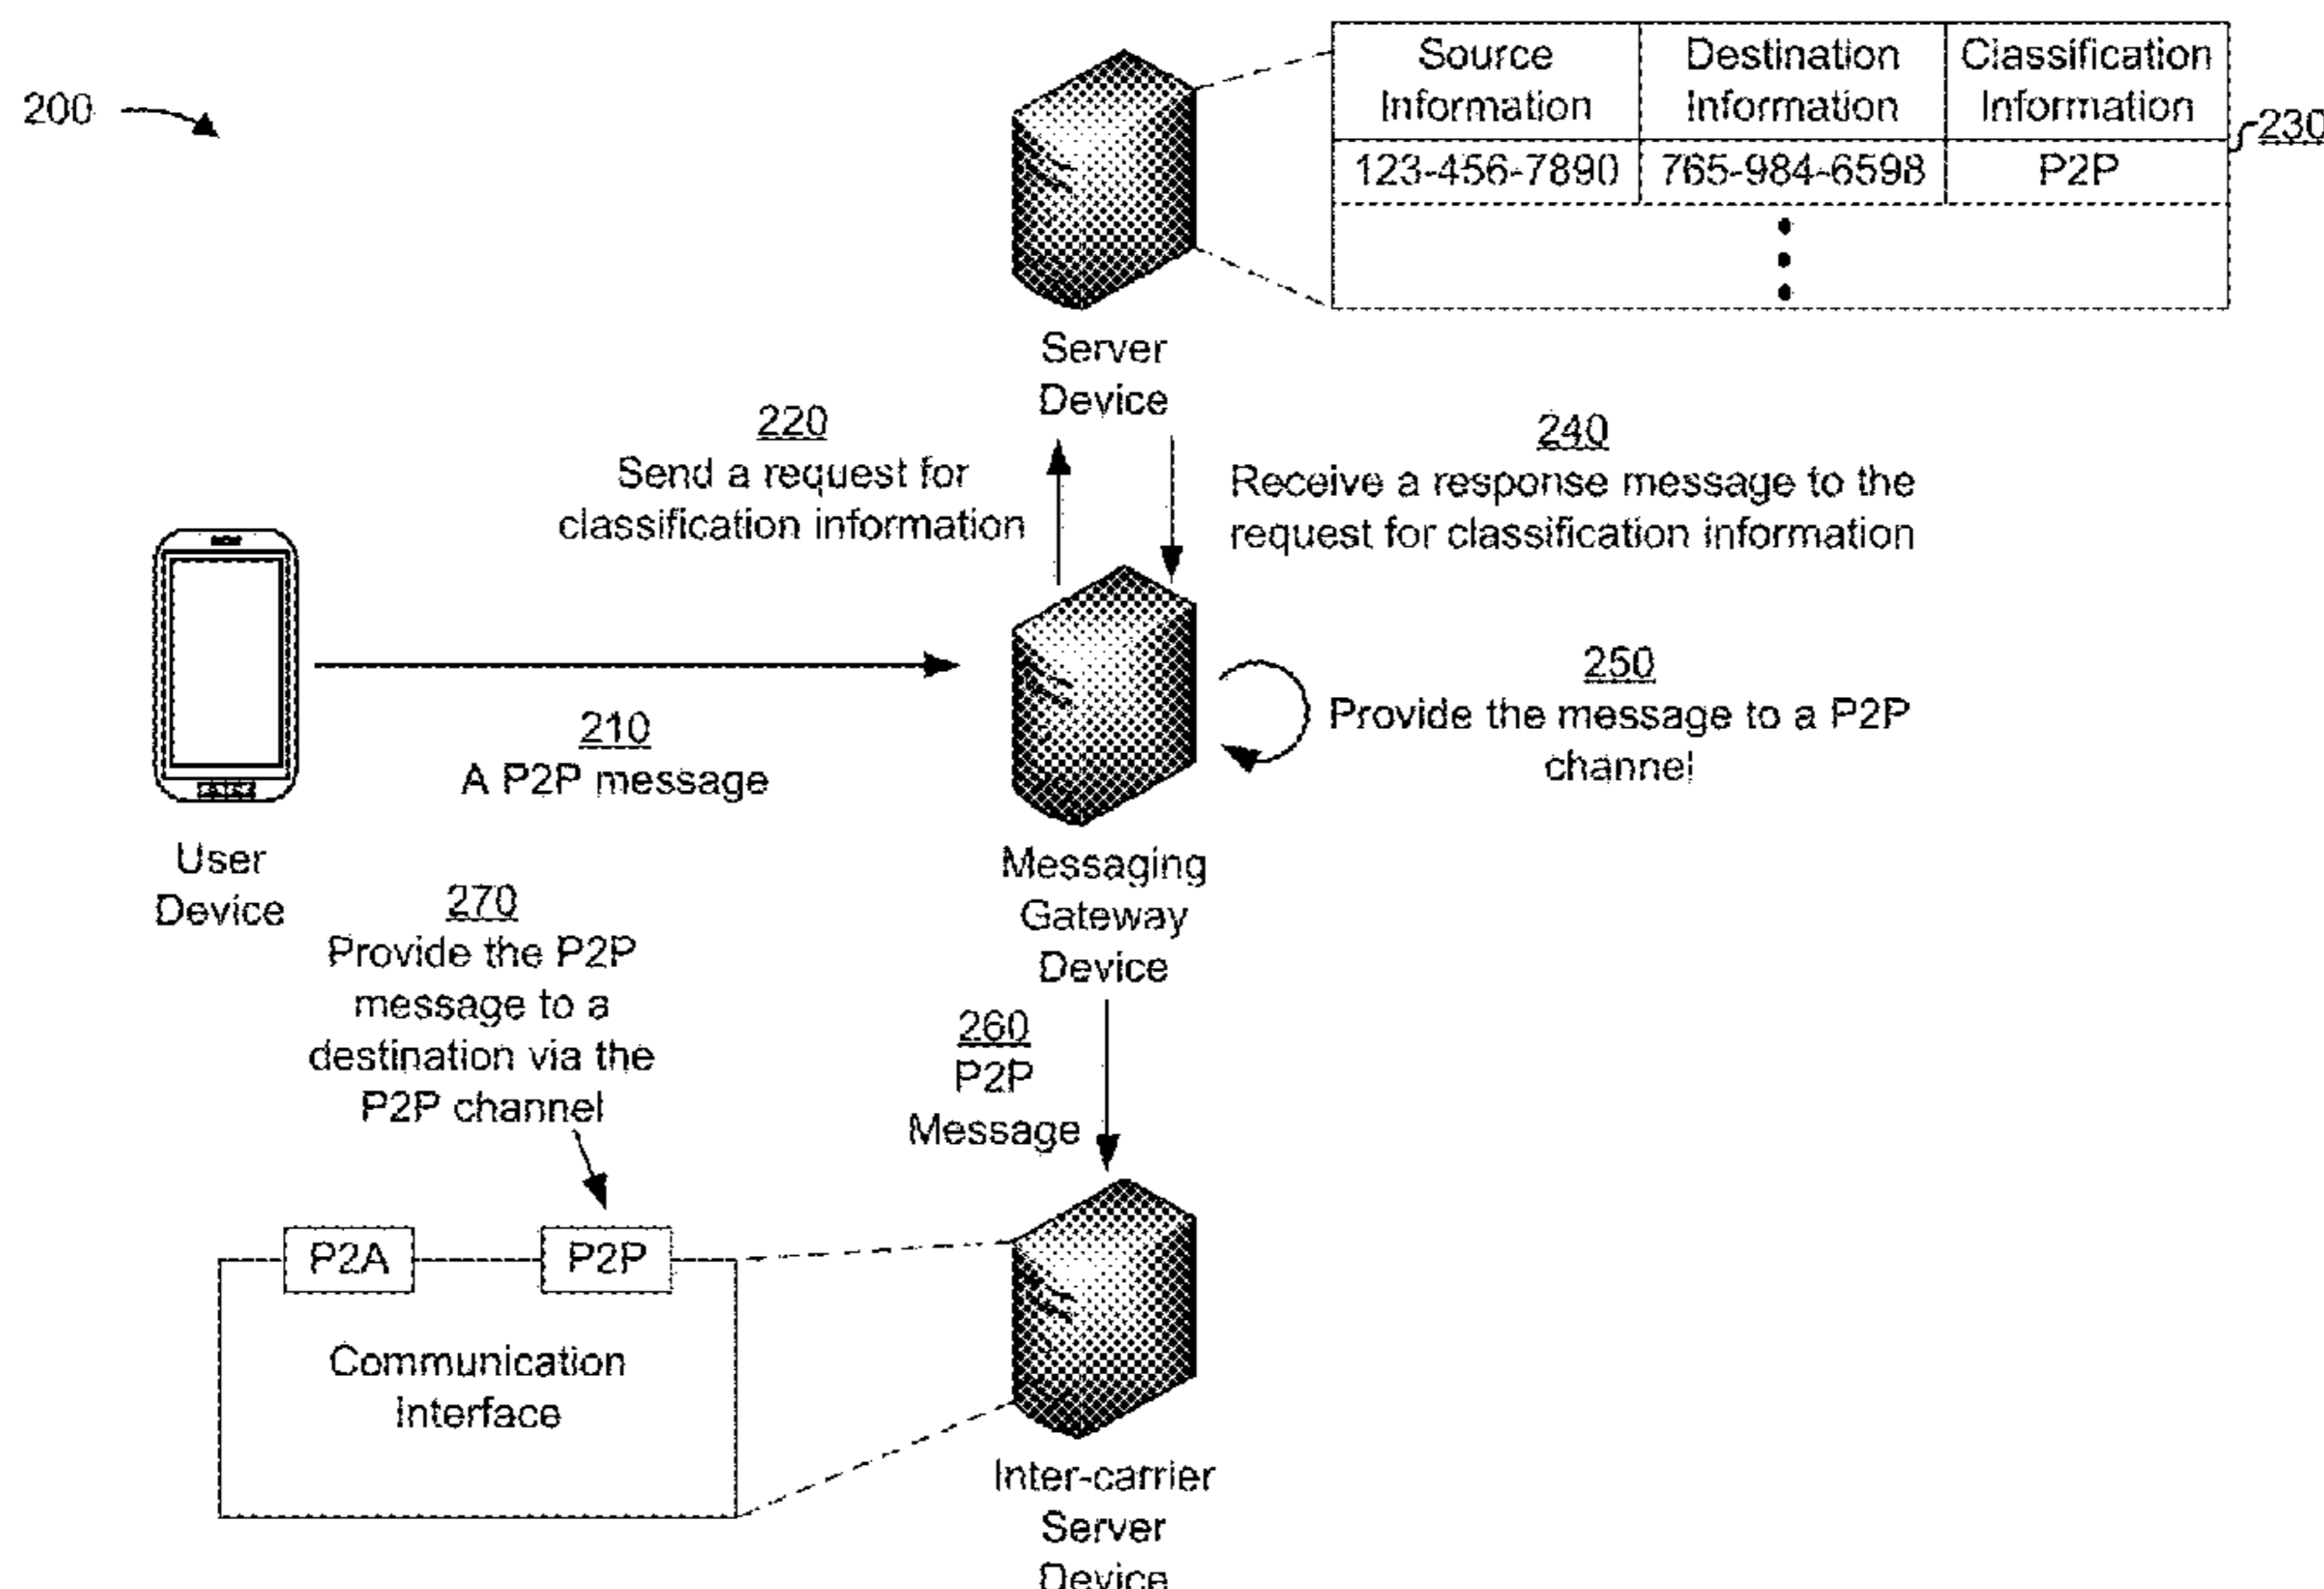 200
Source Information
Destination Information
Classification Information
123-456-7890
765-984-6598
P2P
230
Server
Device
220
Send a request for
classification information
240
Receive a response message to the
request for classification information
250
Provide the message to a P2P
channel
210
A P2P message
User
Device
Messaging
Gateway
Device
270
Provide the P2P
message to a
destination via the
P2P channel
260
P2P
Message
P2A
P2P
Communication
Interface
Inter-carrier
Server
Device